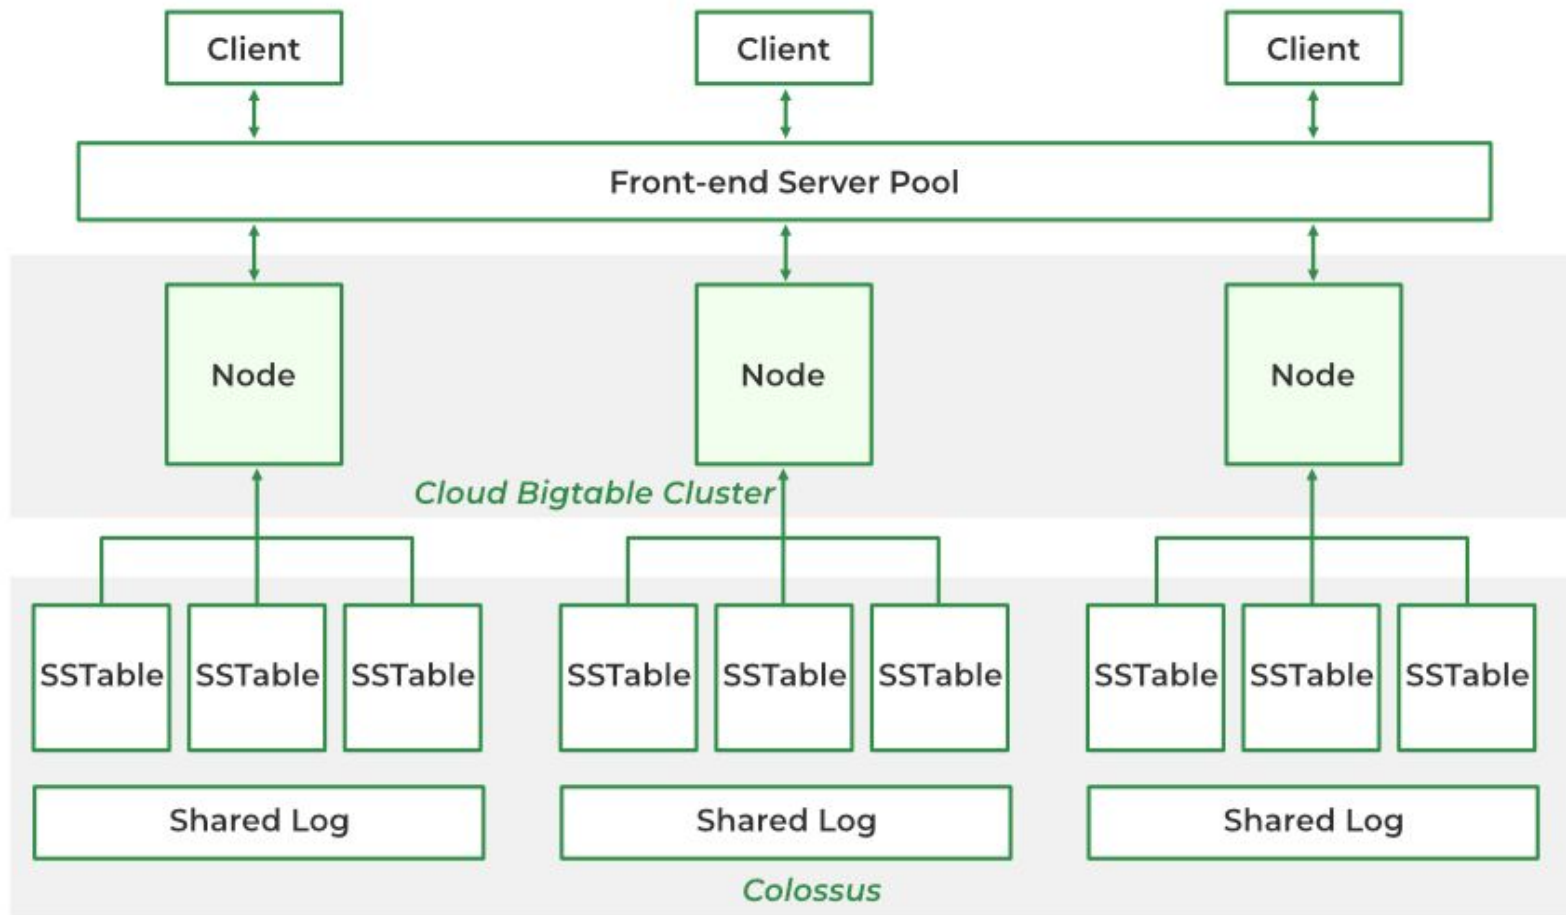 Client
Client
Client
Front-end Server Pool
Node
Node
Node
Cloud Bigtable Cluster
SSTable
SSTable
SSTable
SSTable
SSTable
SSTable
SSTable
SSTable
SSTable
Shared Log
Shared Log
Shared Log
Colossus